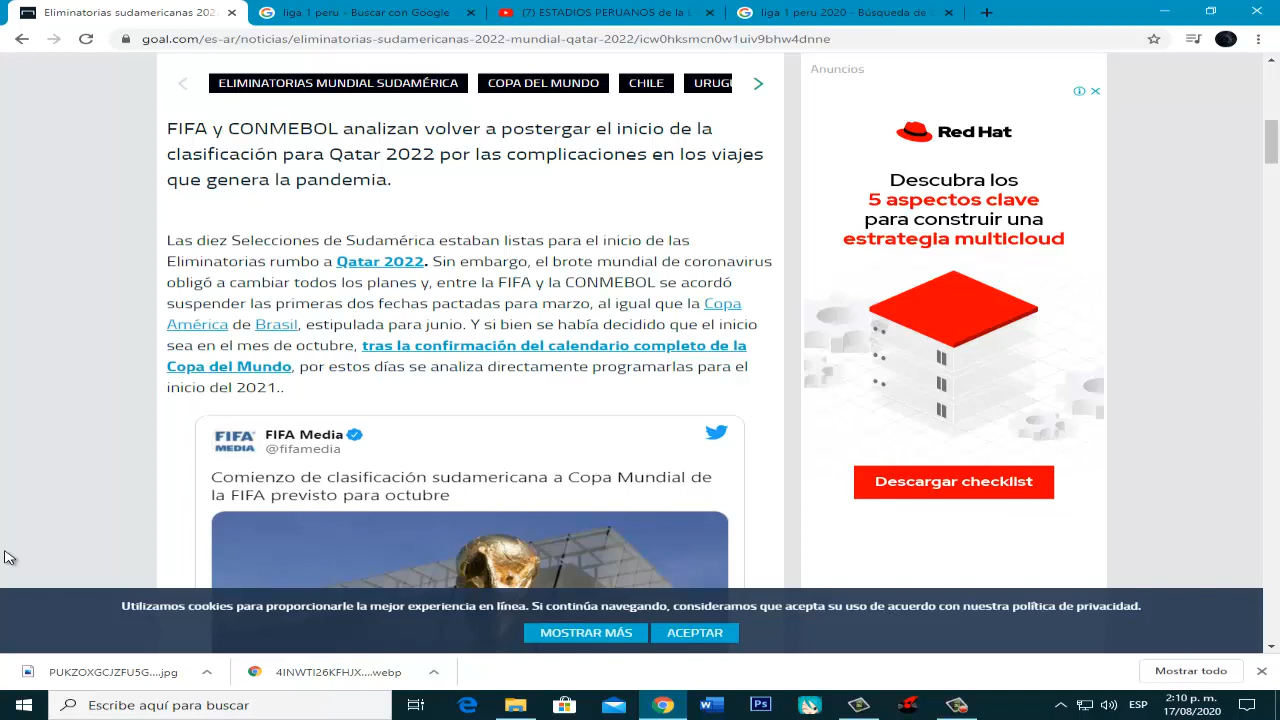 Eliminatorias sudamericanas 202
liga 1 peru - Buscar con Google
(7) ESTADIOS PERUANOS de la L
liga 1 peru 2020 - Búsqueda de G
goal.com/es-ar/noticias/eliminatorias-sudamericanas-2022-mundial-qatar-2022/icw0hksmcn0w1uiv9bhw4dnne
ELIMINATORIAS MUNDIAL SUDAMÉRICA
COPA DEL MUNDO
CHILE
URUGU
FIFA y CONMEBOL analizan volver a postergar el inicio de la
clasificación para Qatar 2022 por las complicaciones en los viajes
que genera la pandemia.
Las diez Selecciones de Sudamérica estaban listas para el inicio de las
Eliminatorias rumbo a Qatar 2022. Sin embargo, el brote mundial de coronavirus
obligó a cambiar todos los planes y, entre la FIFA y la CONMEBOL se acordó
suspender las primeras dos fechas pactadas para marzo, al igual que la Copa
América de Brasil, estipulada para junio. Y si bien se había decidido que el inicio
sea en el mes de octubre, tras la confirmación del calendario completo de la
Copa del Mundo, por estos días se analiza directamente programarlas para el
inicio del 2021..
FIFA
MEDIA
FIFA Media
@fifamedia
Comienzo de clasificación sudamericana a Copa Mundial de
la FIFA previsto para octubre
Anuncios
Red Hat
Descubra los
5 aspectos clave
para construir una
estrategia multicloud
Descargar checklist
Utilizamos cookies para proporcionarle la mejor experiencia en línea. Si continúa navegando, consideramos que acepta su uso de acuerdo con nuestra política de privacidad.
MOSTRAR MÁS
ACEPTAR
PUKZOXGCJZFU5G....jpg
4INWTI26KFHJX....webp
Mostrar todo
Escribe aquí para buscar
ESP
2:10 p. m.
17/08/2020